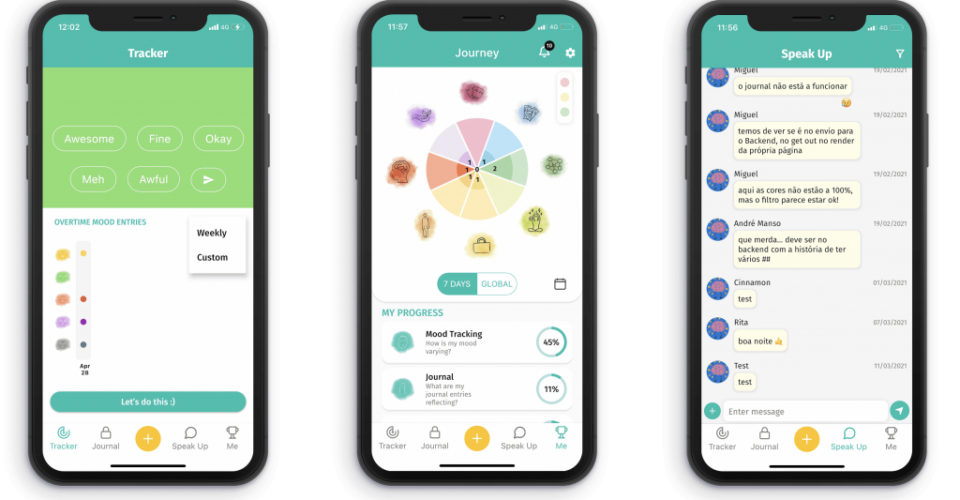 12:02
4G
Tracker
Awesome
Fine
Okay
Meh
Awful
OVERTIME MOOD ENTRIES
Weekly
Custom
Apr
28
Let's do this :)
Tracker
Journal
+
Speak Up
Me
11:57
4G
Journey
10
1
1
1
0
2
1
1
1
7 DAYS
GLOBAL
MY PROGRESS
Mood Tracking
How is my mood
varying?
45%
Journal
What are my
journal entries
reflecting?
11%
Tracker
Journal
+
Speak Up
Me
11:56
4G
Speak Up
Miguel
19/02/2021
o journal não está a funcionar
Miguel
19/02/2021
temos de ver se é no envio para
o Backend, no get out no render
da própria página
Miguel
19/02/2021
aqui as cores não estão a 100%,
mas o filtro parece estar ok!
André Manso
19/02/2021
que merda... deve ser no
backend com a história de ter
vários ##
Cinnamon
01/03/2021
test
Rita
07/03/2021
boa noite
Test
11/03/2021
test
+
Enter message
Tracker
Journal
+
Speak Up
Me